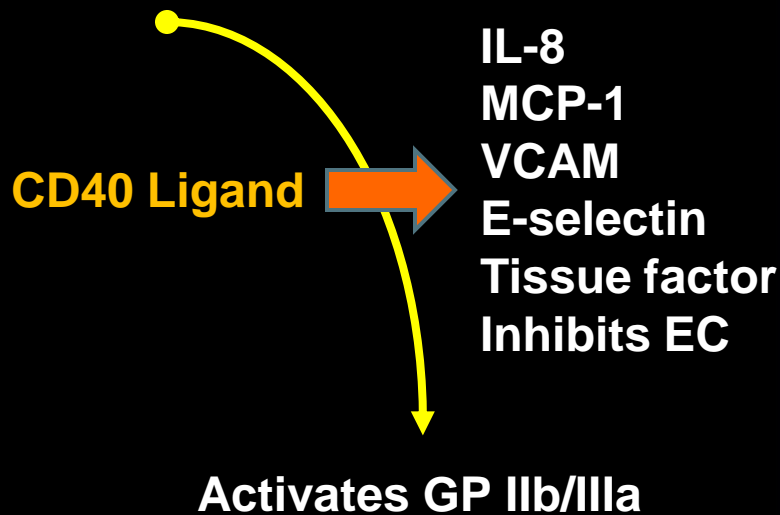 CD40 Ligand
IL-8
MCP-1
VCAM
E-selectin
Tissue factor
Inhibits EC
Activates GP IIb/IIIa